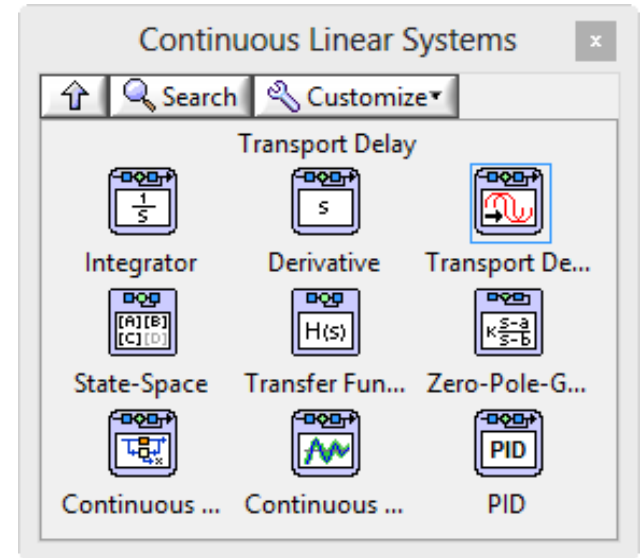 Continuous Linear Systems x
Search Customize
Transport Delay
1/s s
Integrator Derivative Transport De...
[A][B] H(s) K s-a
[C][D] s-b
State-Space Transfer Fun... Zero-Pole-G...
x PID
Continuous ... Continuous ... PID